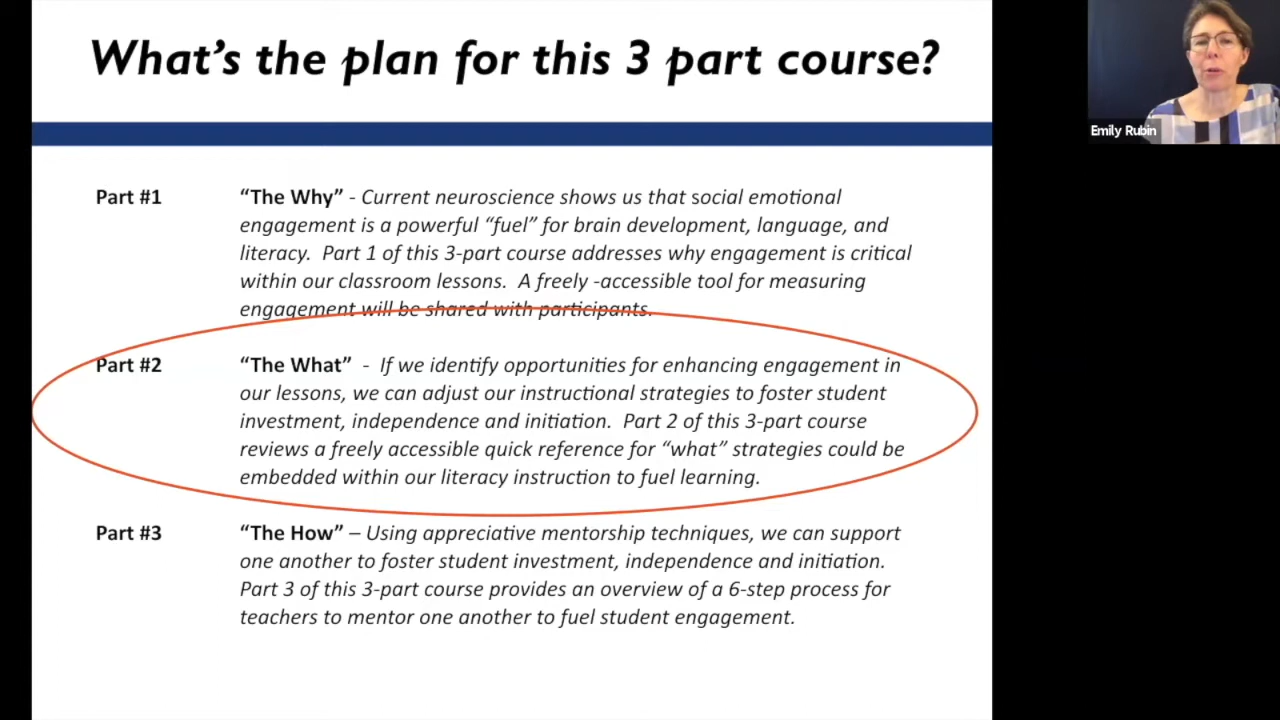 What's the plan for this 3 part course?
Emily Rubin
Part #1
“The Why” - Current neuroscience shows us that social emotional
engagement is a powerful “fuel” for brain development, language, and
literacy.  Part 1 of this 3-part course addresses why engagement is critical
within our classroom lessons.  A freely -accessible tool for measuring
engagement will be shared with participants.
Part #2
“The What”  -  If we identify opportunities for enhancing engagement in
our lessons, we can adjust our instructional strategies to foster student
investment, independence and initiation.  Part 2 of this 3-part course
reviews a freely accessible quick reference for “what” strategies could be
embedded within our literacy instruction to fuel learning.
Part #3
“The How” – Using appreciative mentorship techniques, we can support
one another to foster student investment, independence and initiation.
Part 3 of this 3-part course provides an overview of a 6-step process for
teachers to mentor one another to fuel student engagement.